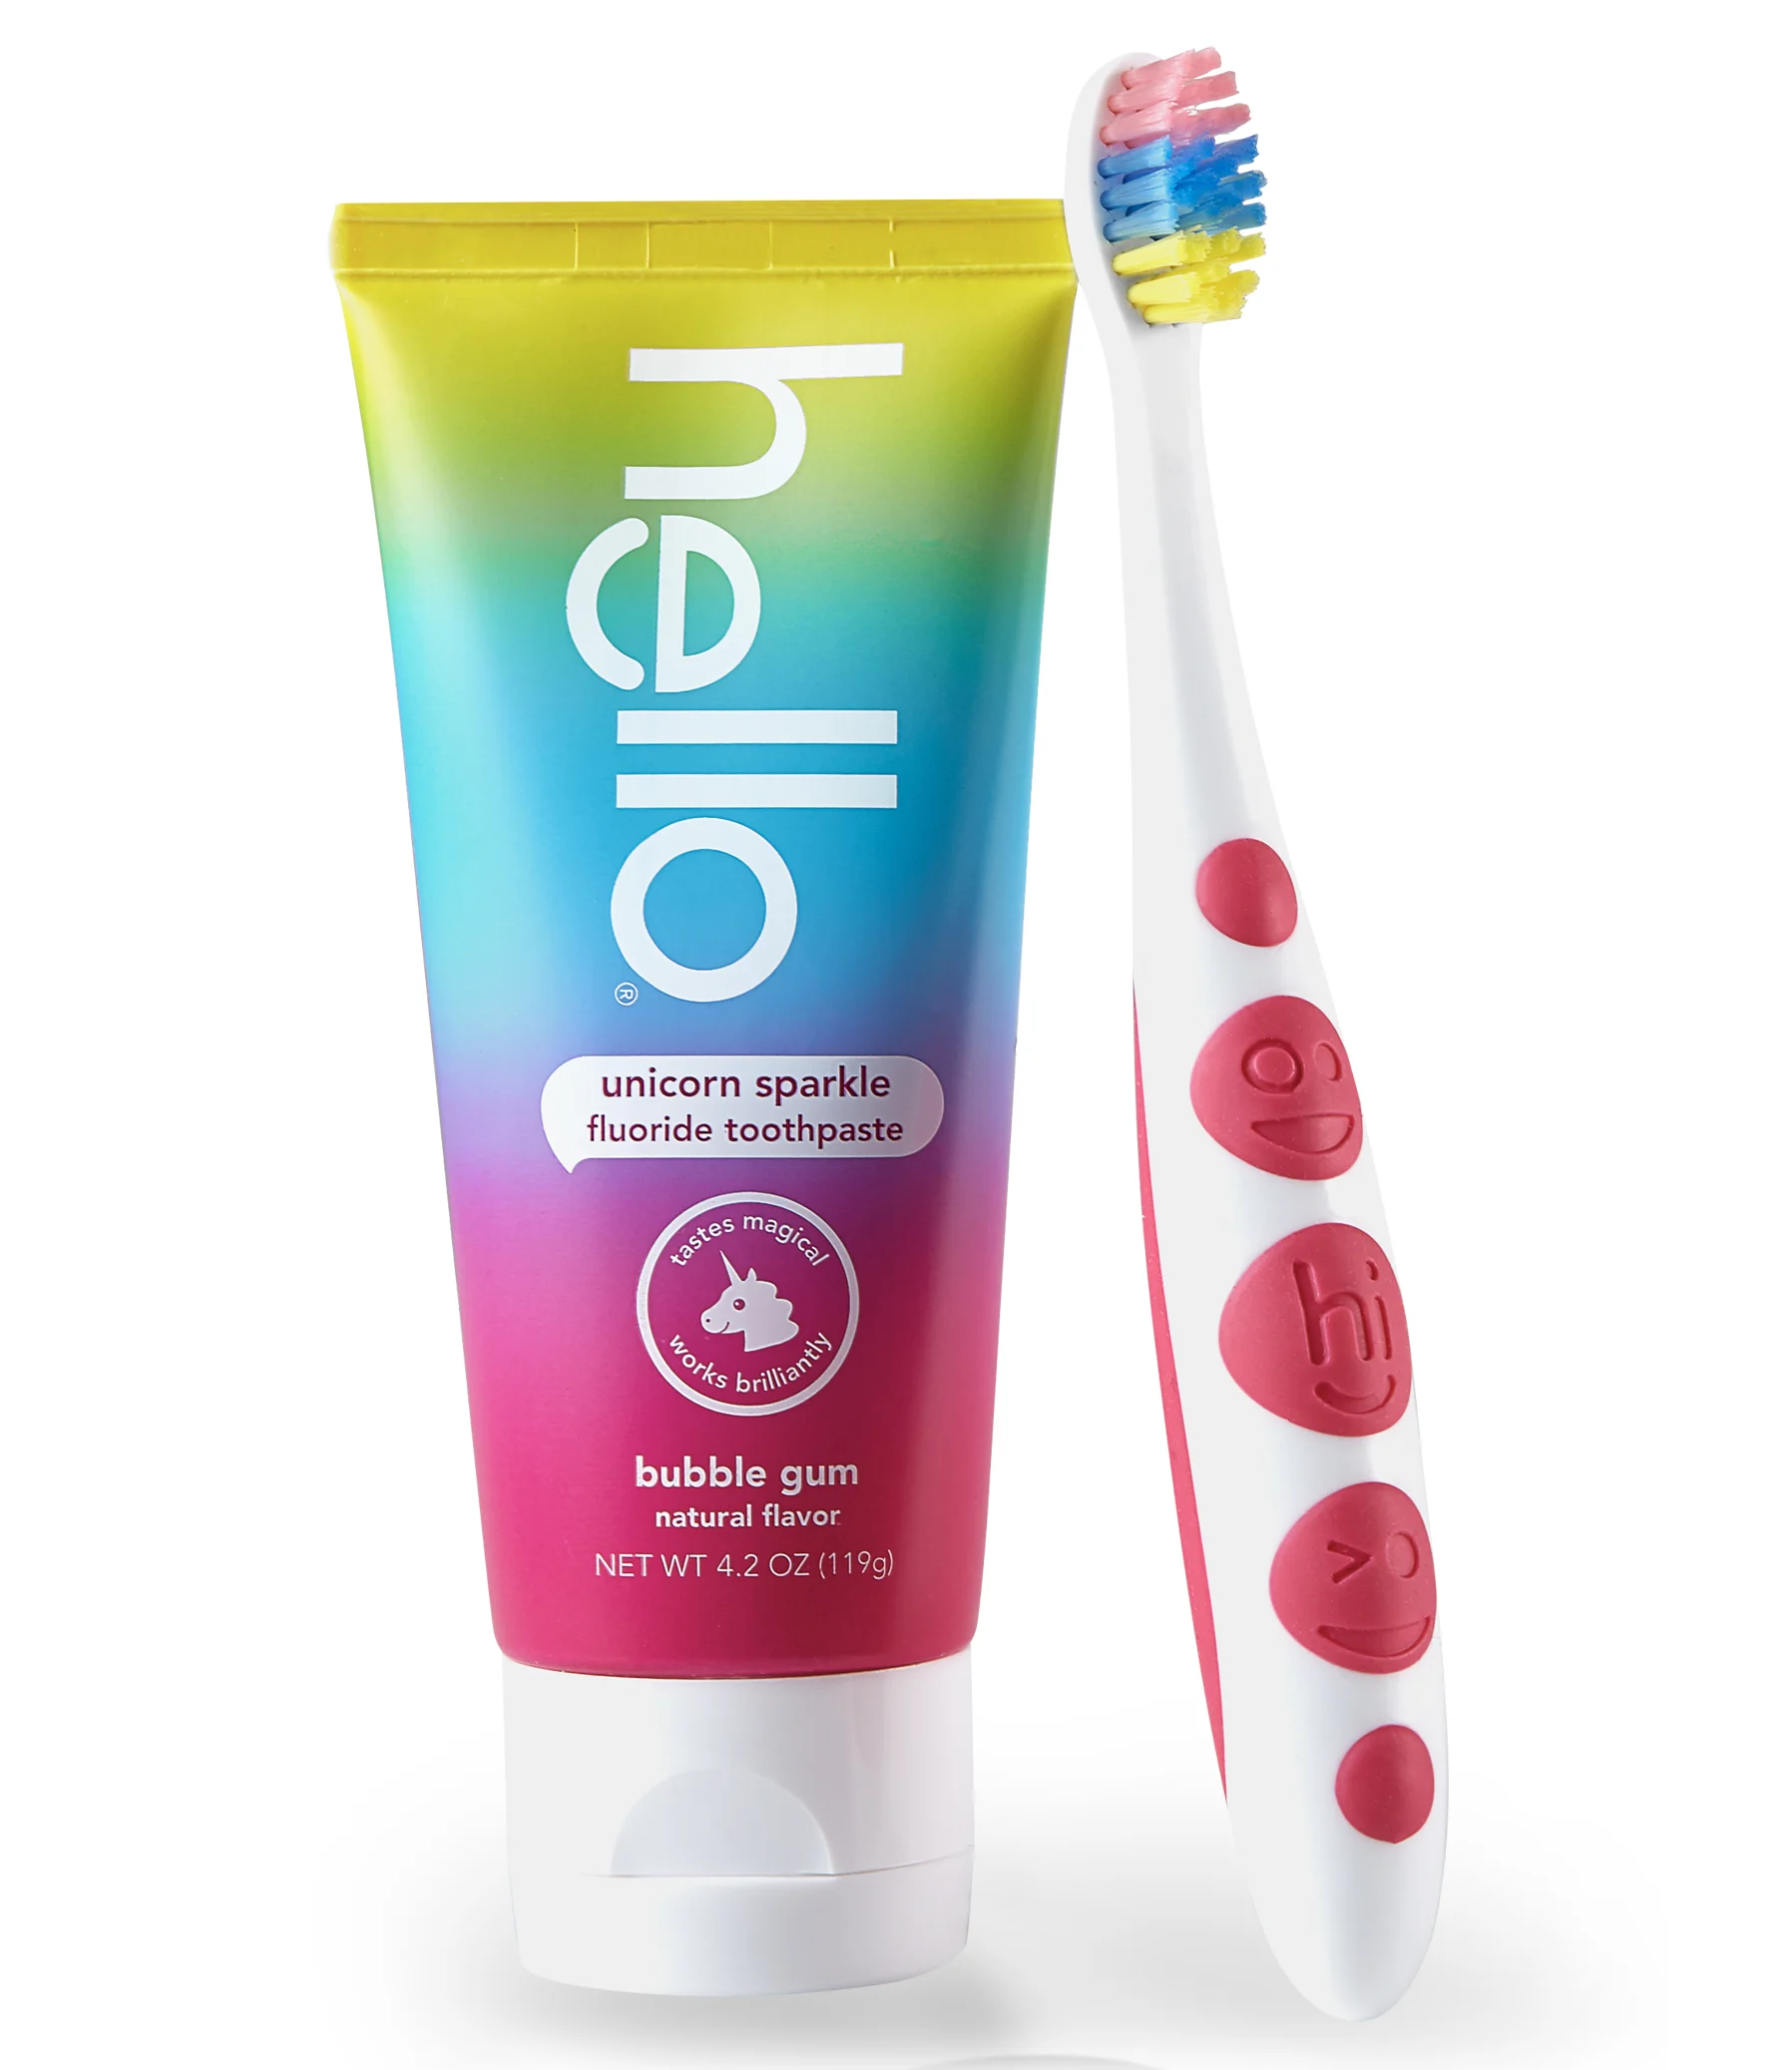 hello®
unicorn sparkle
fluoride toothpaste
tastes magical
works brilliantly
bubble gum
natural flavor
NET WT 4.2 OZ (119g)
hi